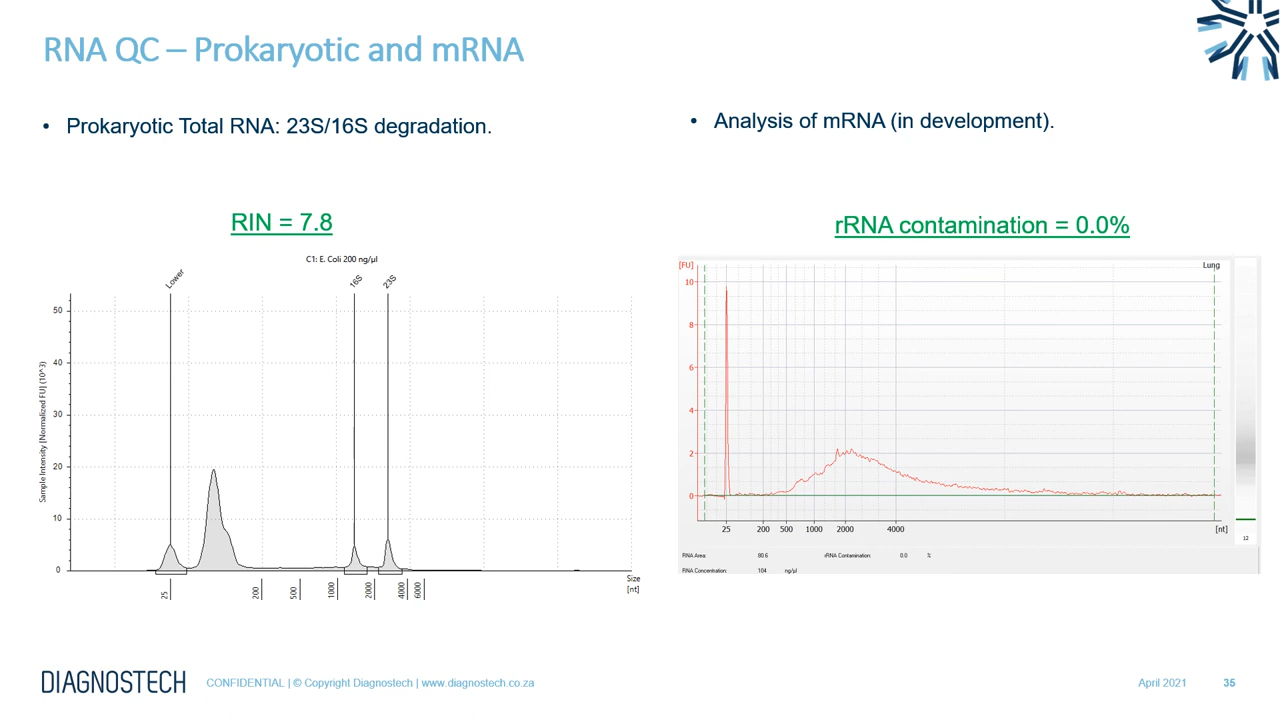 RNA QC – Prokaryotic and mRNA
• Prokaryotic Total RNA: 23S/16S degradation.
RIN = 7.8
C1: E. Coli 200 ng/µl
Lower
16S
23S
Sample Intensity [Normalized FU] (10^3)
50
40
30
20
10
0
25
200
500
1000
2000
4000
6000
Size
[nt]
• Analysis of mRNA (in development).
rRNA contamination = 0.0%
[FU]
Lung
10
8
6
4
2
0
25 200 500 1000 2000 4000 [nt]
12
RNA Area: 80.6 rRNA Contamination: 0.0 %
RNA Concentration: 104 ng/µl
DIAGNOSTECH CONFIDENTIAL | © Copyright Diagnostech | www.diagnostech.co.za April 2021 35